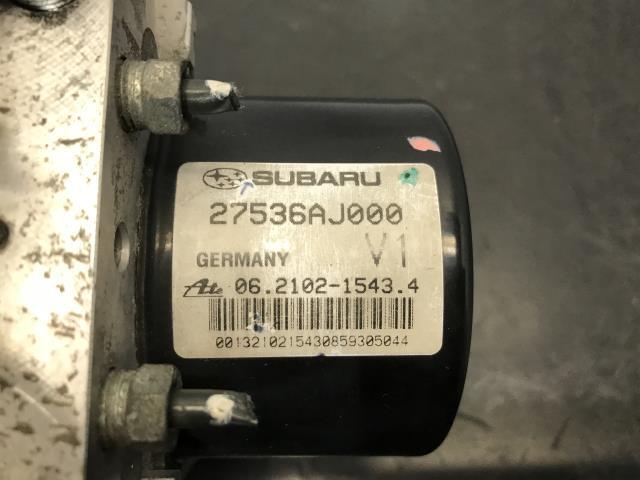 SUBARU
27536AJ000
GERMANY V1
Ate 06.2102-1543.4
0013210215430859305044